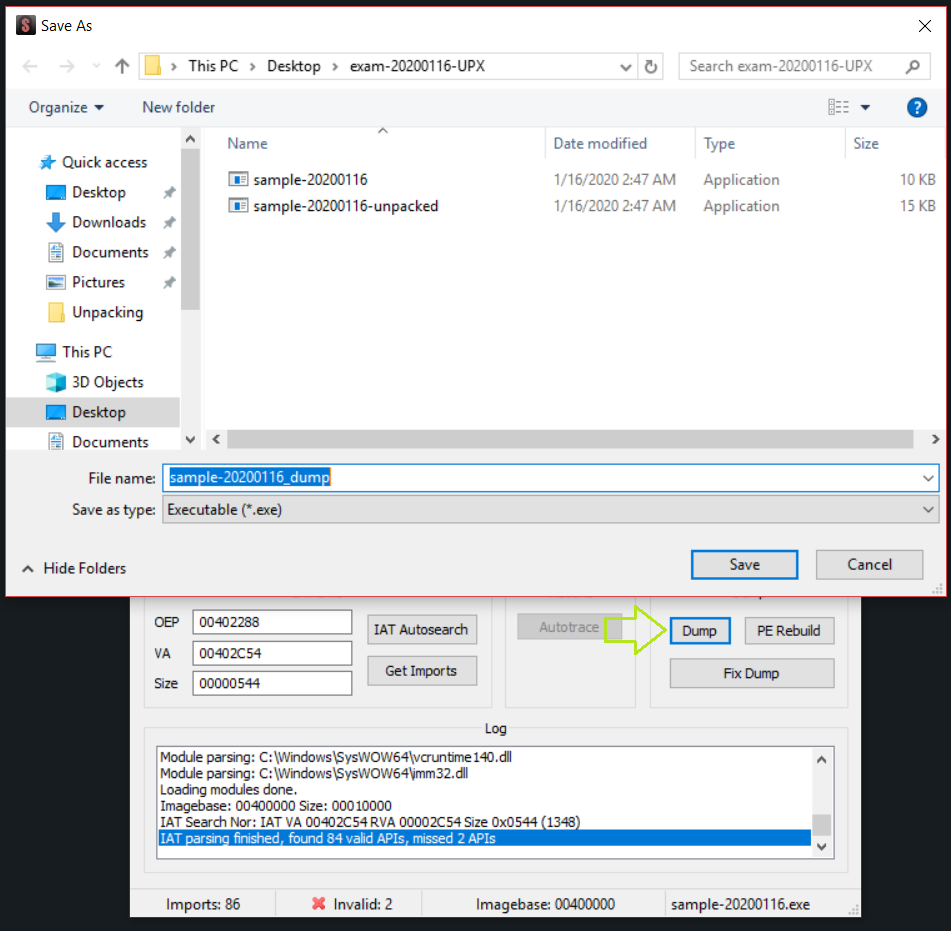 Save As
This PC > Desktop > exam-20200116-UPX
Search exam-20200116-UPX
Organize
New folder
?
Name
Date modified
Type
Size
Quick access
Desktop
Downloads
Documents
Pictures
Unpacking
This PC
3D Objects
Desktop
Documents
sample-20200116 1/16/2020 2:47 AM Application 10 KB
sample-20200116-unpacked 1/16/2020 2:47 AM Application 15 KB
File name: sample-20200116_dump
Save as type: Executable (*.exe)
Hide Folders
Save
Cancel
OEP 00402288
VA 00402C54
Size 00000544
IAT Autosearch
Get Imports
Autotrace
Dump
PE Rebuild
Fix Dump
Log
Module parsing: C:\Windows\SysWOW64\vcruntime140.dll
Module parsing: C:\Windows\SysWOW64\imm32.dll
Loading modules done.
Imagebase: 00400000 Size: 00010000
IAT Search Nor: IAT VA 00402C54 RVA 00002C54 Size 0x0544 (1348)
IAT parsing finished, found 84 valid APIs, missed 2 APIs
Imports: 86
Invalid: 2
Imagebase: 00400000
sample-20200116.exe